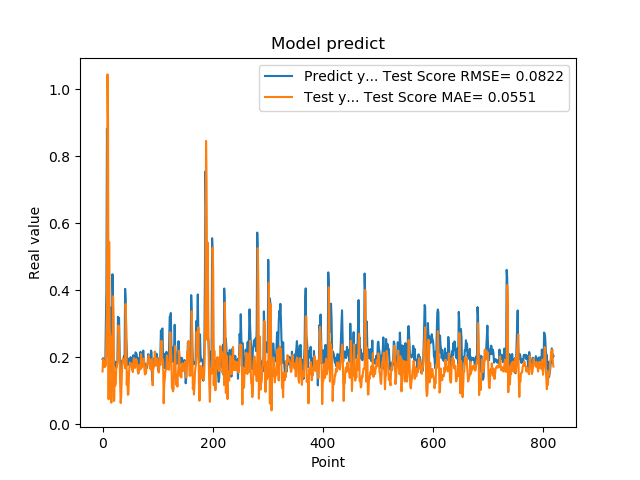 Model predict
Predict y... Test Score RMSE= 0.0822
Test y... Test Score MAE= 0.0551
Real value
1.0
0.8
0.6
0.4
0.2
0.0
0 200 400 600 800
Point